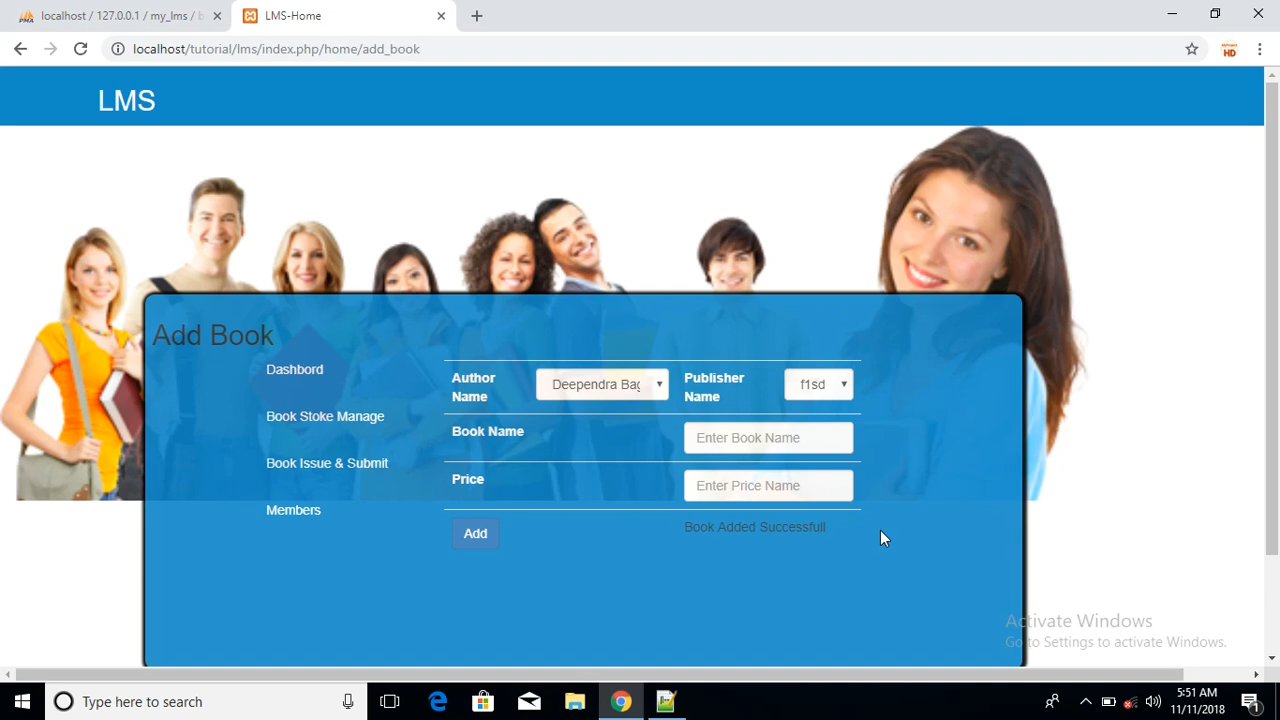 localhost / 127.0.0.1 / my_lms / b
LMS-Home
localhost/tutorial/lms/index.php/home/add_book
HD
LMS
Add Book
Dashbord
Book Stoke Manage
Book Issue & Submit
Members
Author Name
Deependra Bag
Publisher Name
f1sd
Book Name
Enter Book Name
Price
Enter Price Name
Add
Book Added Successfull
Activate Windows
Go to Settings to activate Windows.
Type here to search
5:51 AM
11/11/2018
1